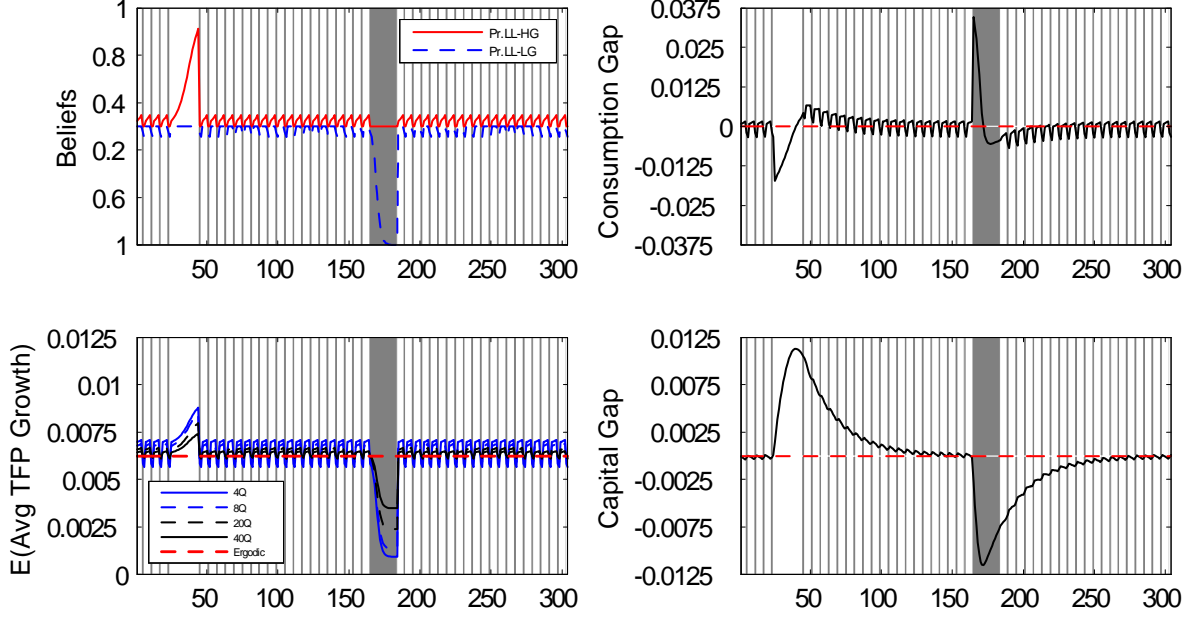 1
0.8
0.4
0.2
0.6
1
Beliefs
Pr.LL-HG
Pr.LL-LG
50 100 150 200 250 300
0.0375
0.025
0.0125
0
-0.0125
-0.025
-0.0375
Consumption Gap
50 100 150 200 250 300
0.0125
0.01
0.0075
0.005
0.0025
0
E(Avg TFP Growth)
4Q
8Q
20Q
40Q
Ergodic
50 100 150 200 250 300
0.0125
0.0075
0.0025
-0.0025
-0.0075
-0.0125
Capital Gap
50 100 150 200 250 300